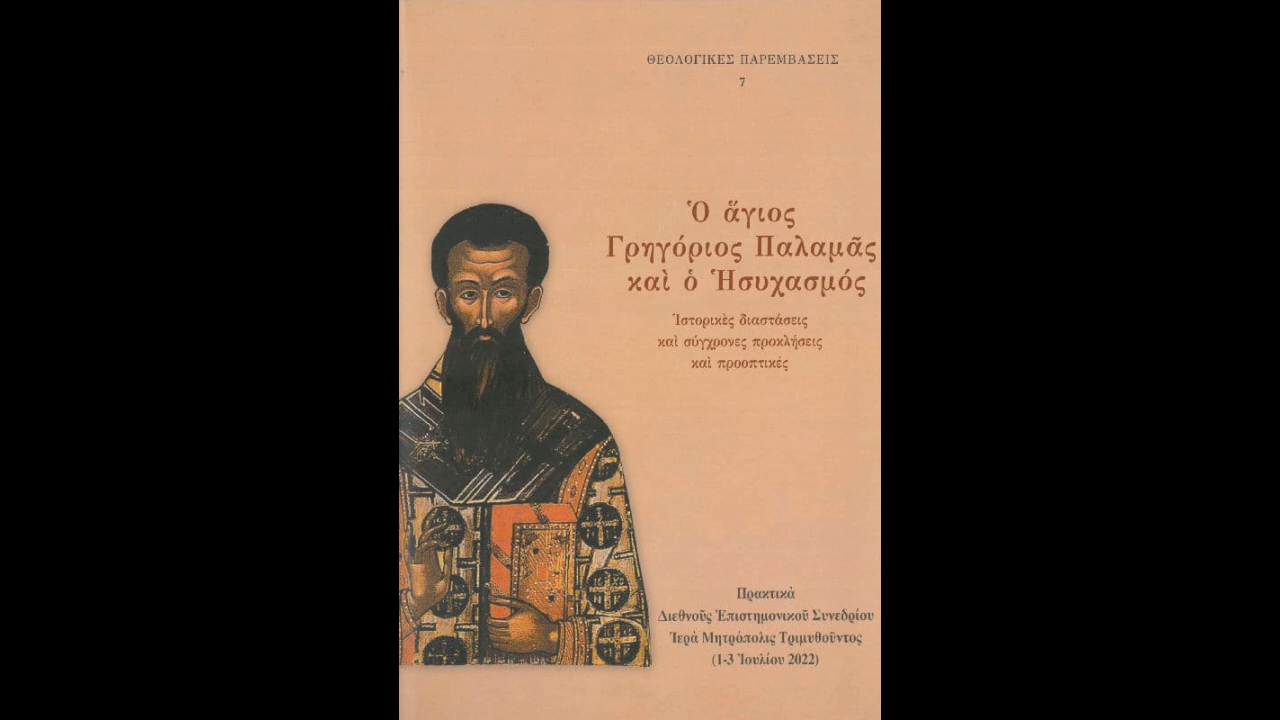 ΘΕΟΛΟΓΙΚΕΣ ΠΑΡΕΜΒΑΣΕΙΣ
7
Ὁ ἅγιος
Γρηγόριος Παλαμᾶς
καὶ ὁ Ἡσυχασμός
Ἱστορικὲς διαστάσεις
καὶ σύγχρονες προκλήσεις
καὶ προοπτικές
Πρακτικὰ
Διεθνοῦς Ἐπιστημονικοῦ Συνεδρίου
Ἱερὰ Μητρόπολις Τριμυθοῦντος
(1-3 Ἰουλίου 2022)